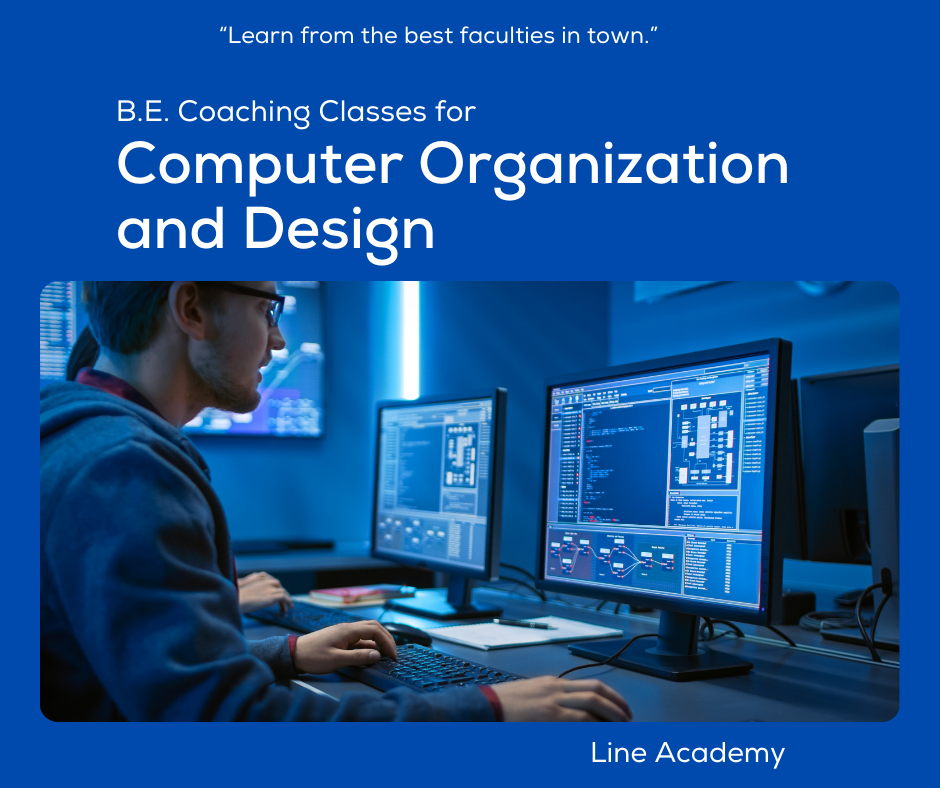 “Learn from the best faculties in town.”
B.E. Coaching Classes for
Computer Organization
and Design
Line Academy